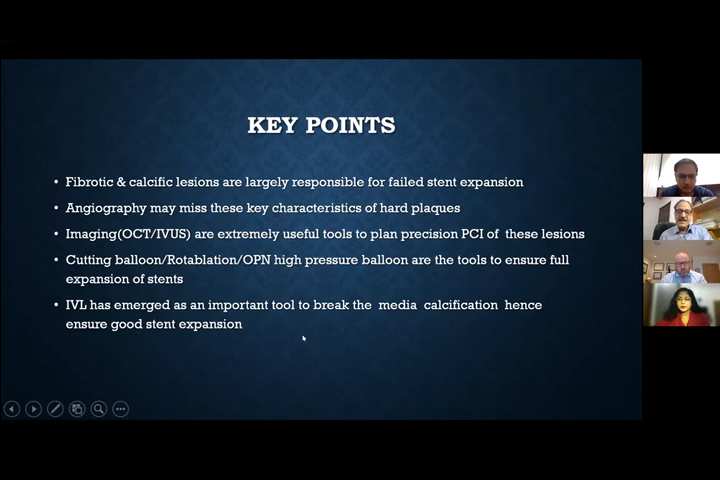 KEY POINTS
• Fibrotic & calcific lesions are largely responsible for failed stent expansion
• Angiography may miss these key characteristics of hard plaques
• Imaging(OCT/IVUS) are extremely useful tools to plan precision PCI of these lesions
• Cutting balloon/Rotablation/OPN high pressure balloon are the tools to ensure full
expansion of stents
• IVL has emerged as an important tool to break the media calcification hence
ensure good stent expansion